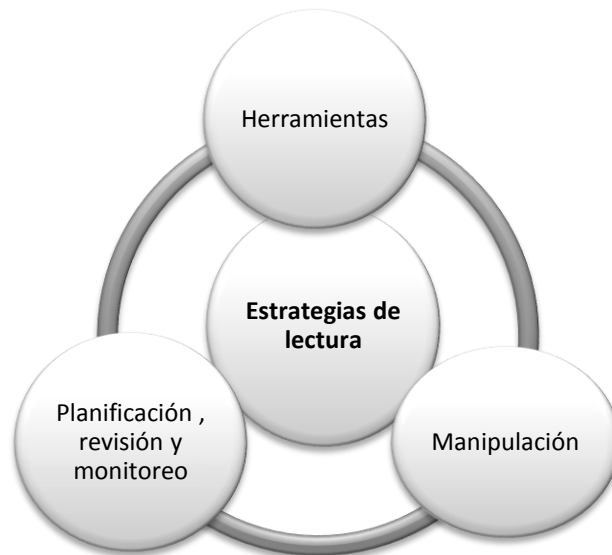 Herramientas
Estrategias de
lectura
Planificación ,
revisión y
monitoreo
Manipulación